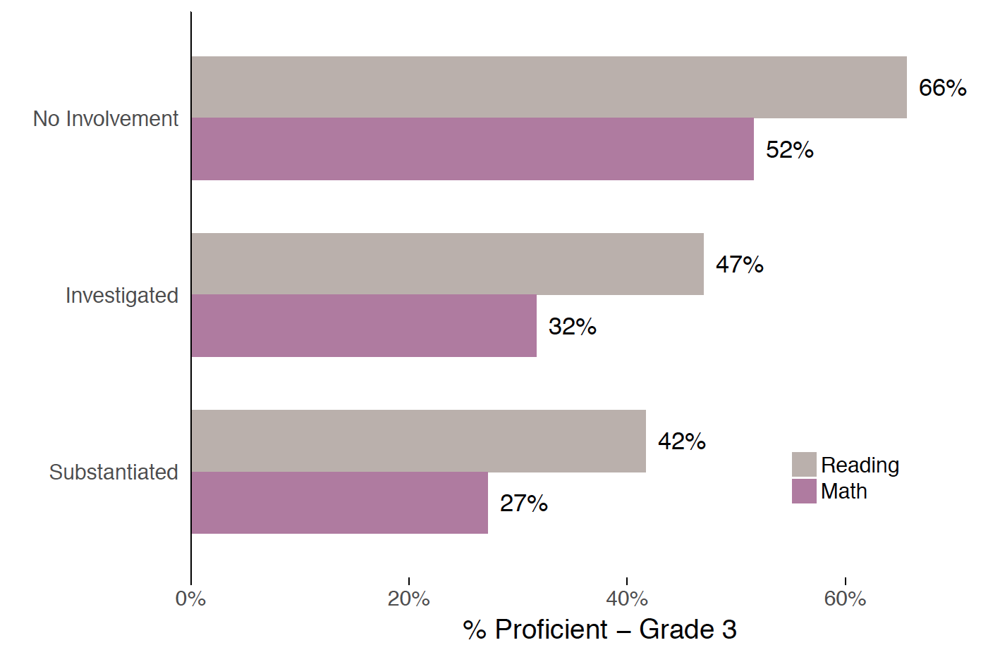 66%
No Involvement
52%
47%
Investigated
32%
42%
Substantiated
27%
Reading
Math
0% 20% 40% 60%
% Proficient – Grade 3